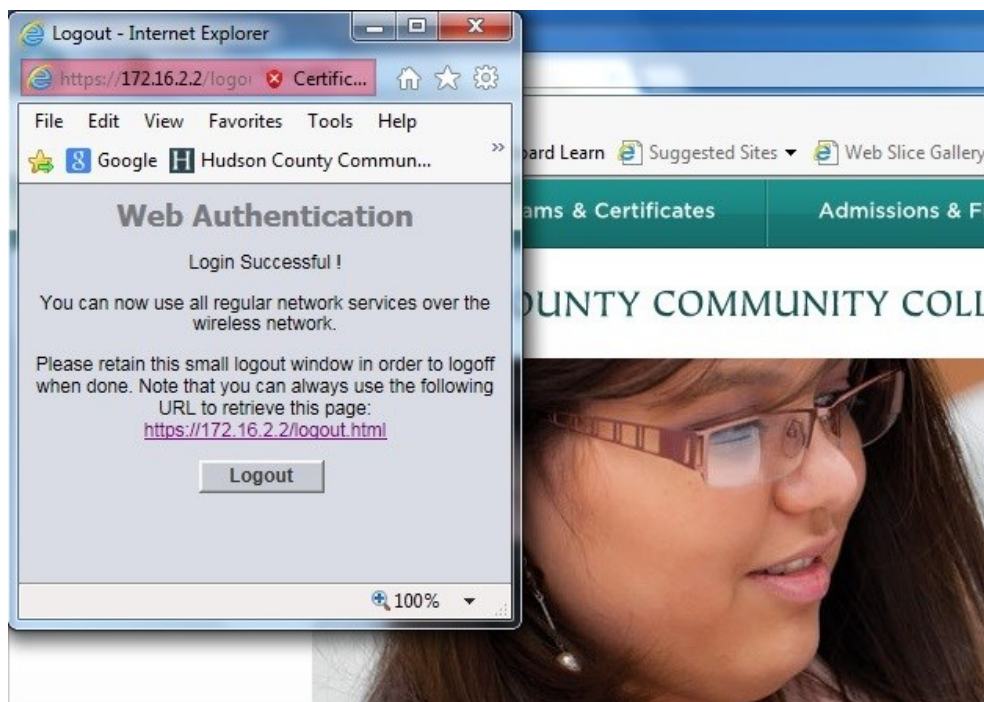 Logout - Internet Explorer
https://172.16.2.2/logo Certific...
File Edit View Favorites Tools Help
Google H Hudson County Commun... »
Web Authentication
Login Successful !
You can now use all regular network services over the
wireless network.
Please retain this small logout window in order to logoff
when done. Note that you can always use the following
URL to retrieve this page:
https://172.16.2.2/logout.html
Logout
100%
oard Learn Suggested Sites Web Slice Gallery
ams & Certificates Admissions & F
OUNTY COMMUNITY COLL